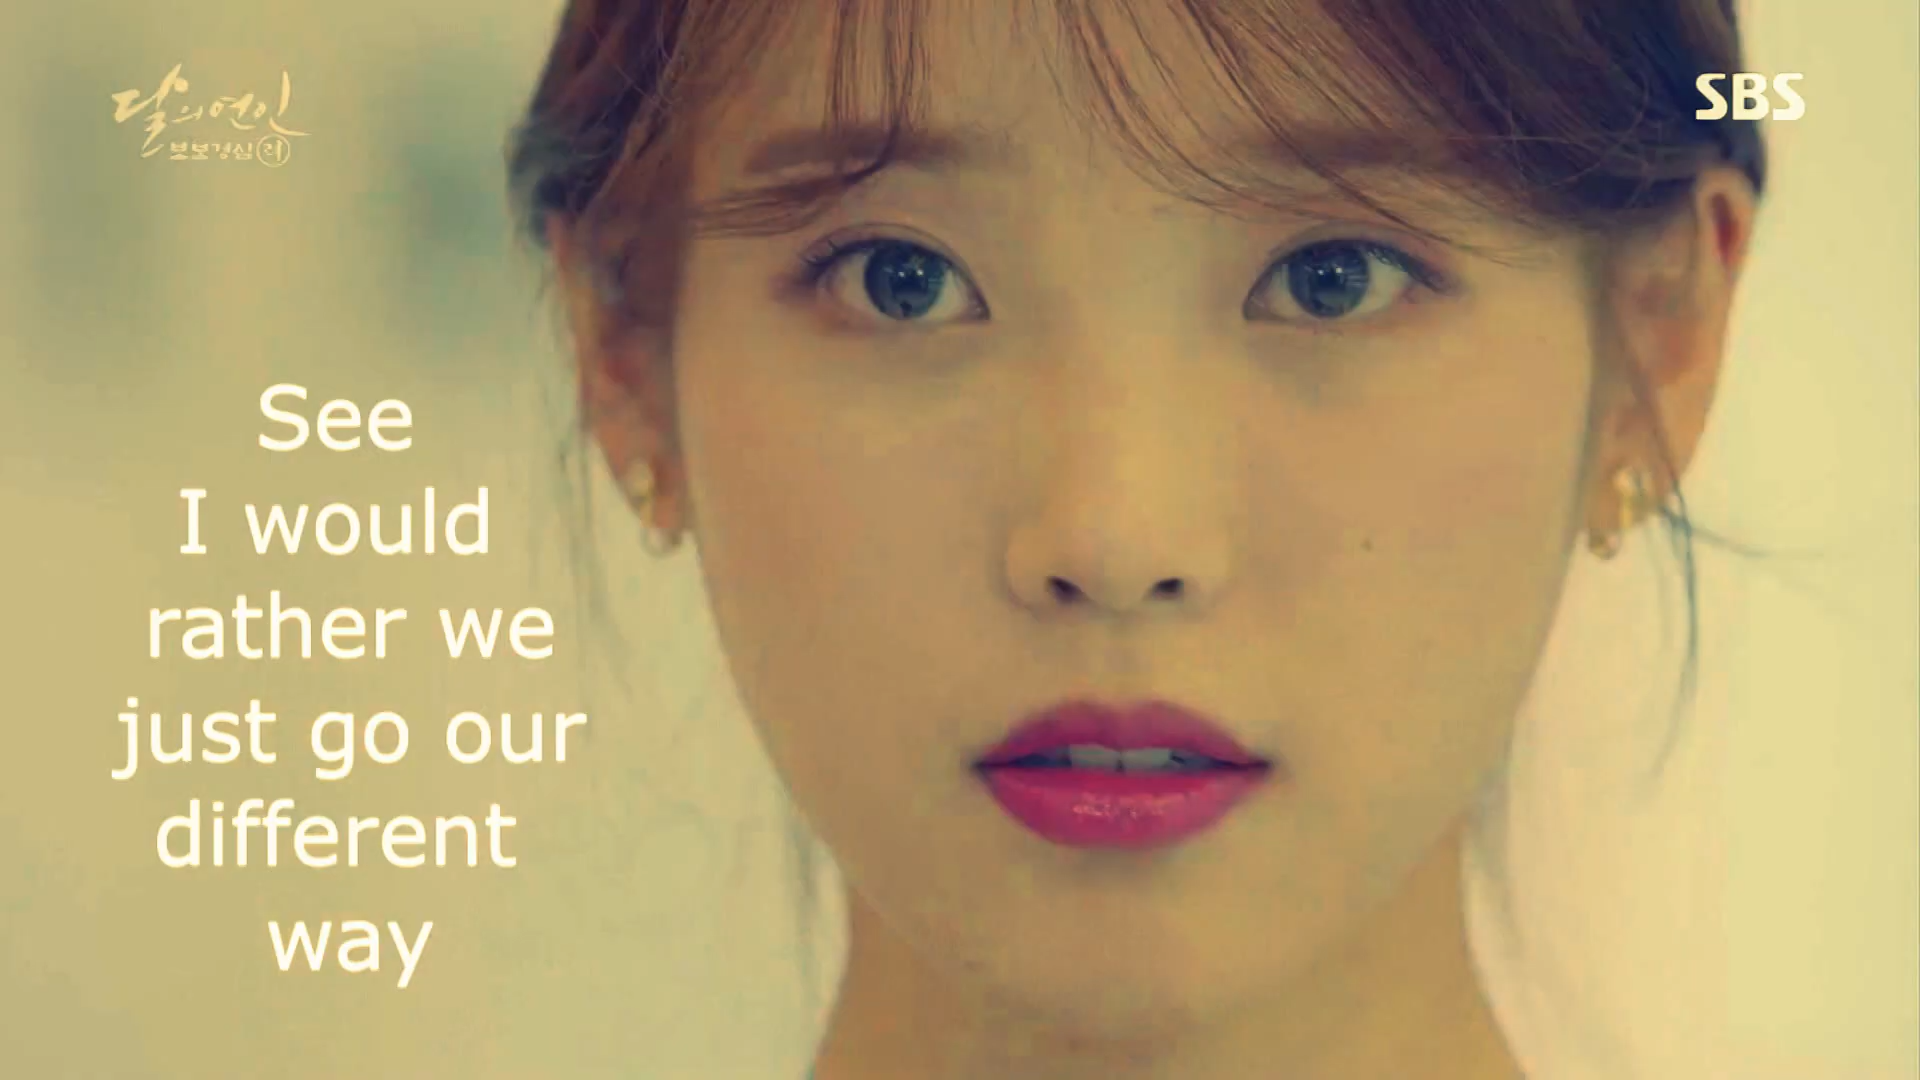 달의 연인
보보경심 려
SBS
See
I would
rather we
just go our
different
way